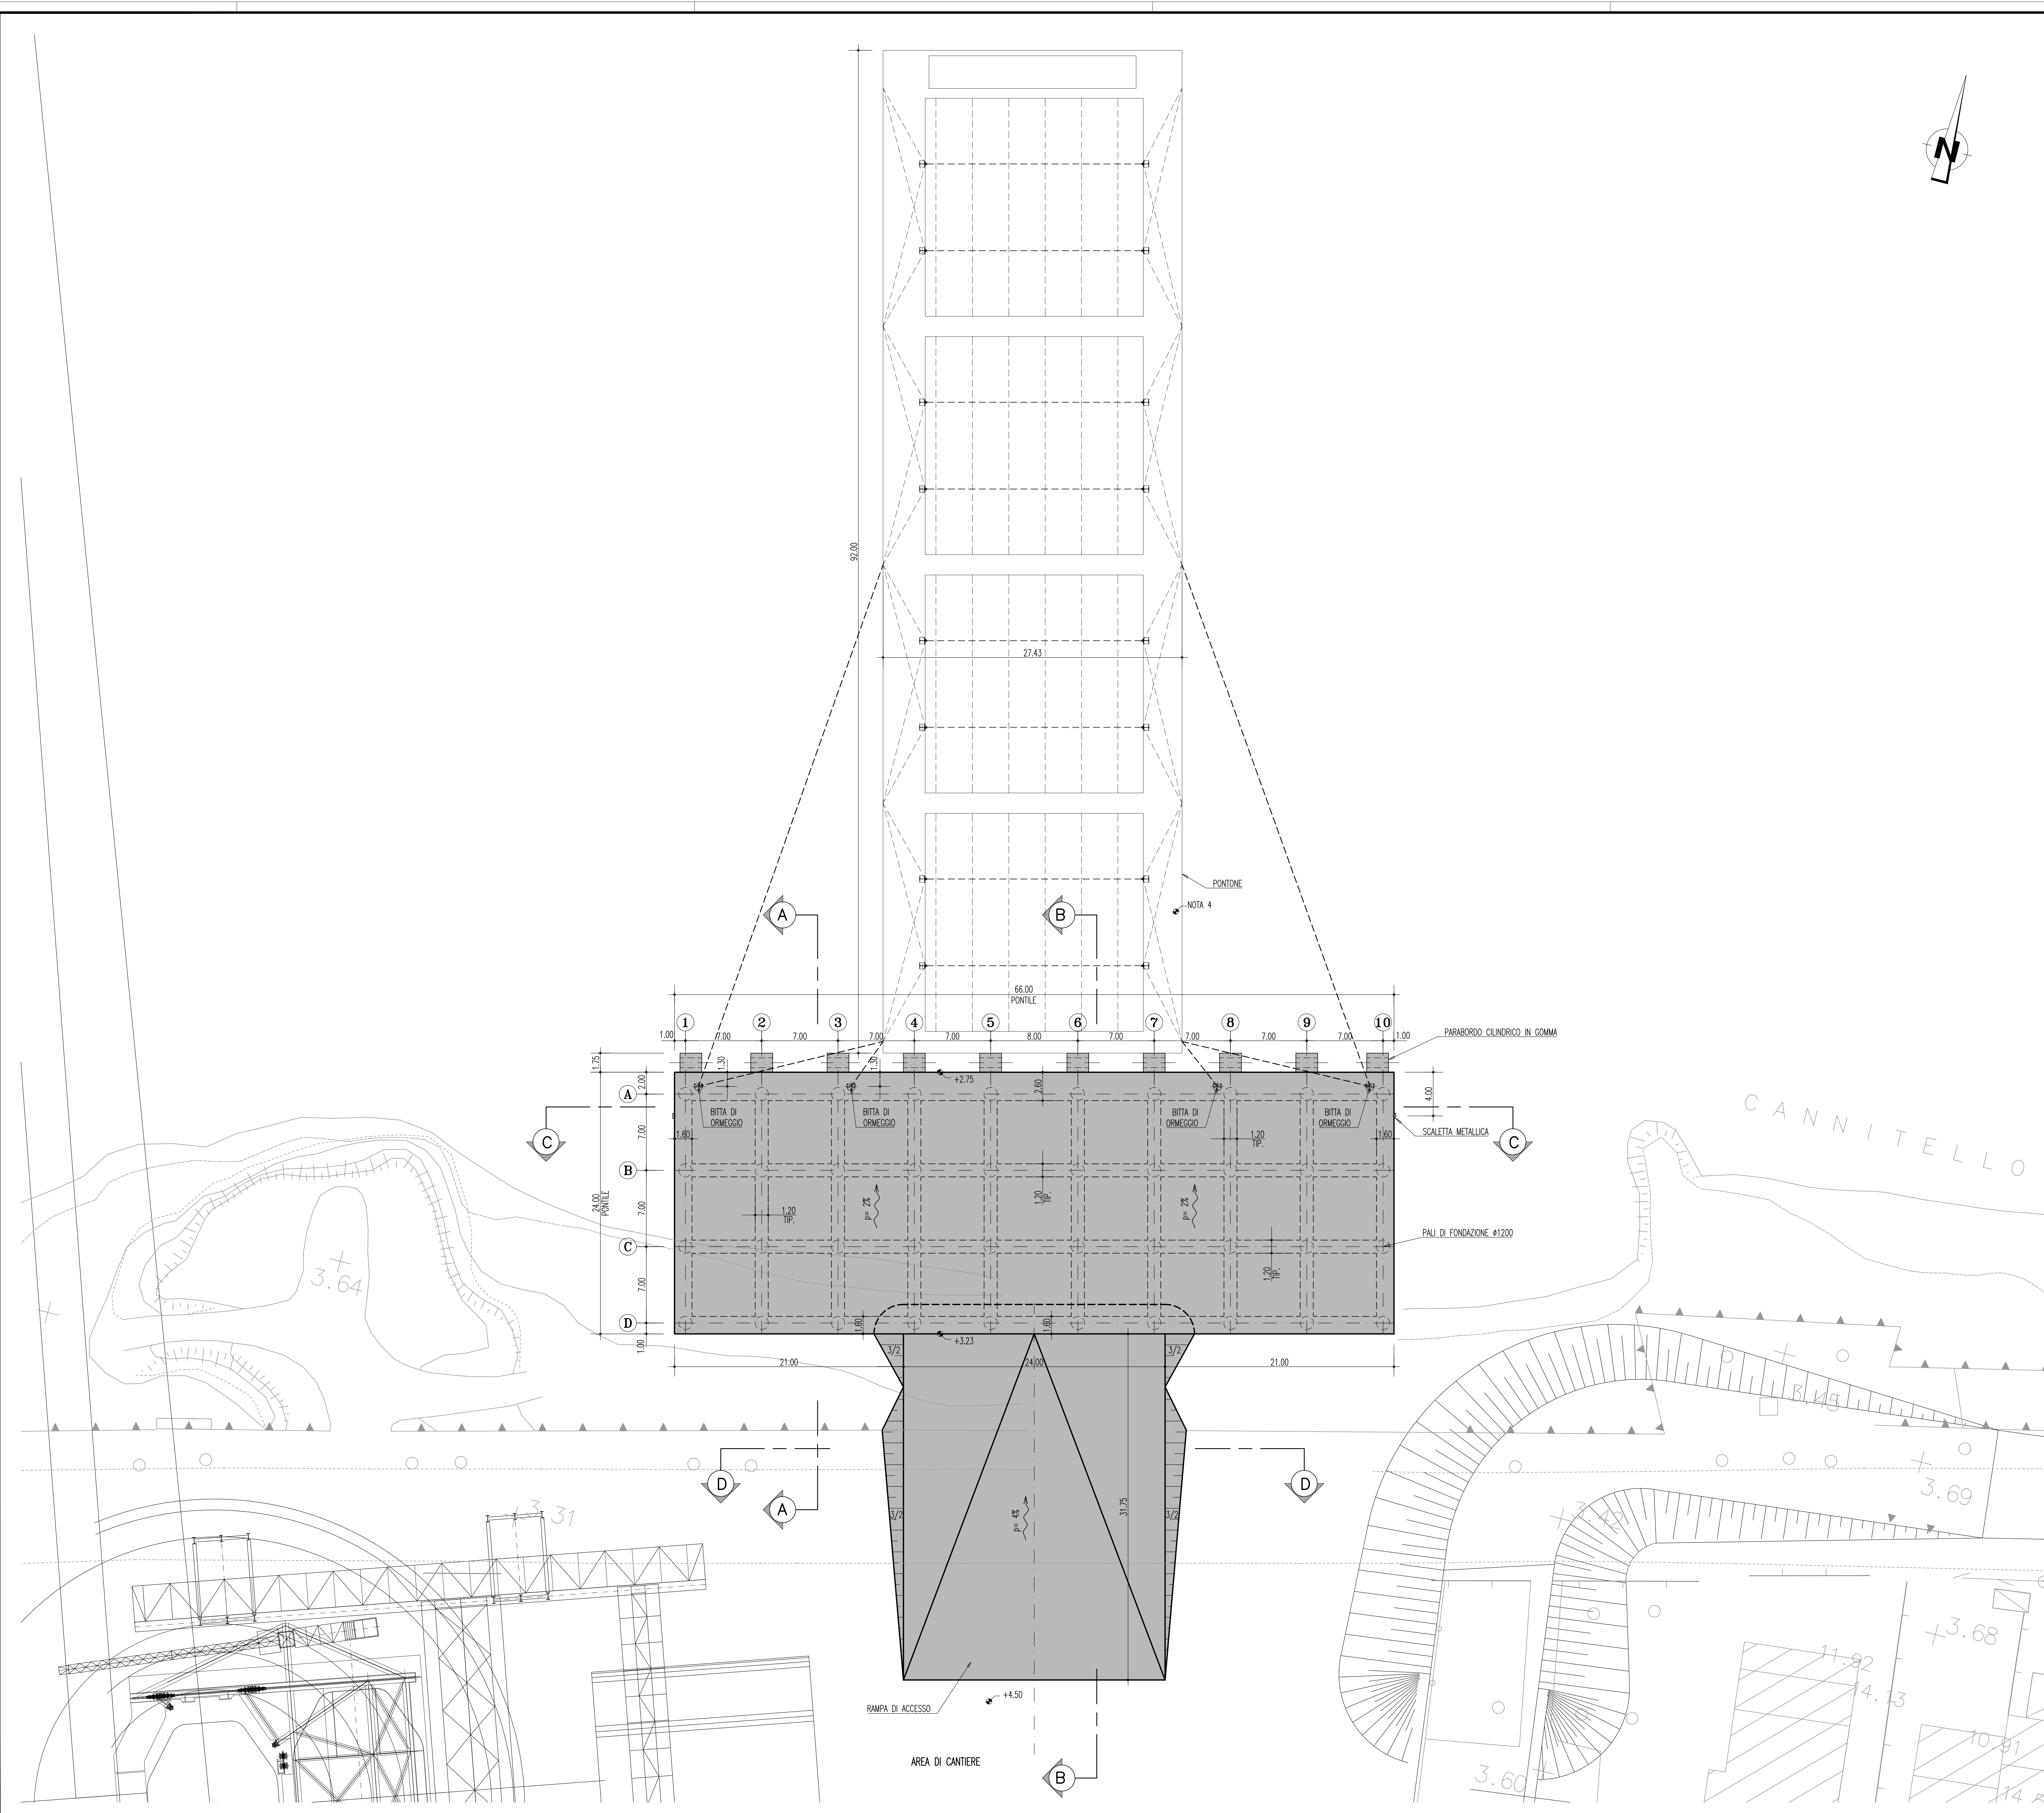 N
92.00
27.43
PONTONE
NOTA 4
A
B
66.00
PONTILE
1
2
3
4
5
6
7
8
9
10
1.00
7.00
7.00
7.00
7.00
8.00
7.00
7.00
7.00
7.00
1.00
PARABORDO CILINDRICO IN GOMMA
1.75
1.30
1.30
2.00
+2.75
2.60
4.00
A
BITTA DI
ORMEGGIO
BITTA DI
ORMEGGIO
BITTA DI
ORMEGGIO
BITTA DI
ORMEGGIO
C
1.60
7.00
1.20
TIP.
1.60
SCALETTA METALLICA
C
CANNITELLO
B
24.00
PONTILE
7.00
1.20
TIP.
p= 2%
1.20
TIP.
p= 2%
C
PALI DI FONDAZIONE ø1200
3.64
7.00
1.20
TIP.
D
1.60
1.60
1.00
+3.23
3/2
3/2
21.00
24.00
21.00
3.45
D
D
A
3/2
p= 4%
31.75
3/2
3.31
3.42
3.69
3.68
11.92
14.13
RAMPA DI ACCESSO
+4.50
10.91
AREA DI CANTIERE
B
3.60